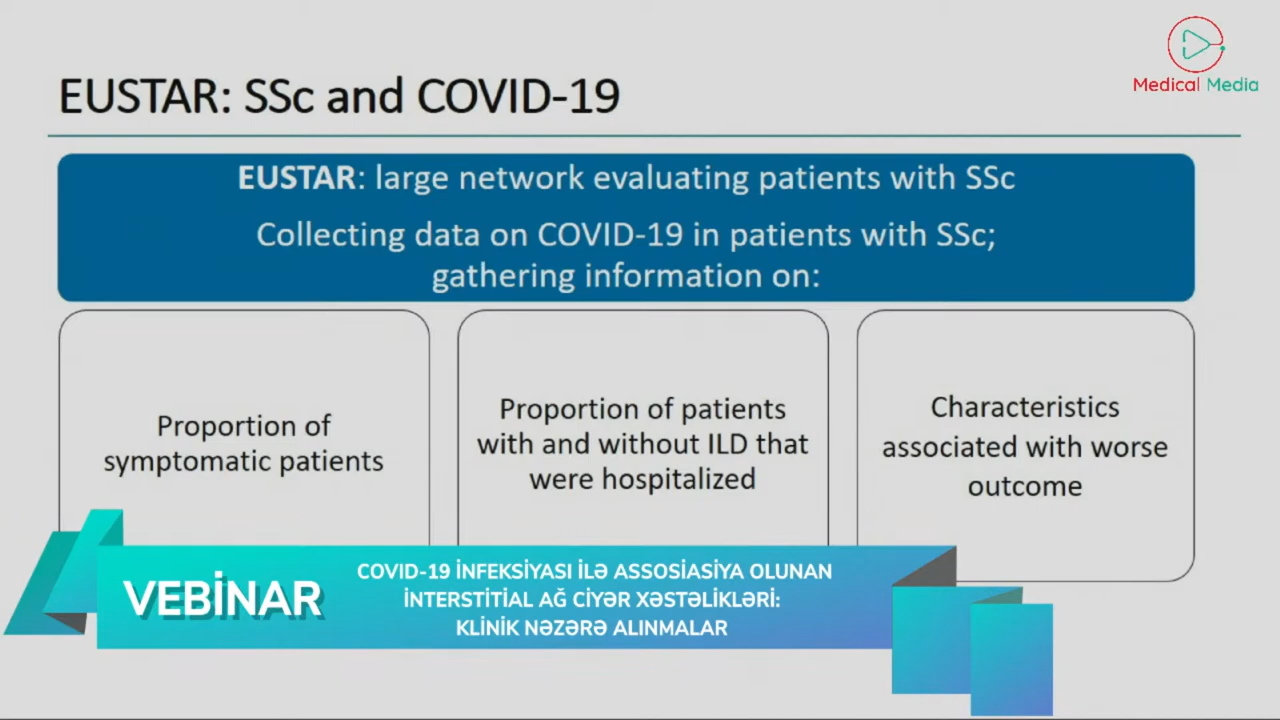 Medical Media
EUSTAR: SSc and COVID-19
EUSTAR: large network evaluating patients with SSc
Collecting data on COVID-19 in patients with SSc;
gathering information on:
Proportion of
symptomatic patients
Proportion of patients
with and without ILD that
were hospitalized
Characteristics
associated with worse
outcome
VEBİNAR
COVID-19 İNFEKSİYASI İLƏ ASSOSİASİYA OLUNAN
İNTERSTİTİAL AĞ CİYƏR XƏSTƏLİKLƏRİ:
KLİNİK NƏZƏRƏ ALINMALAR